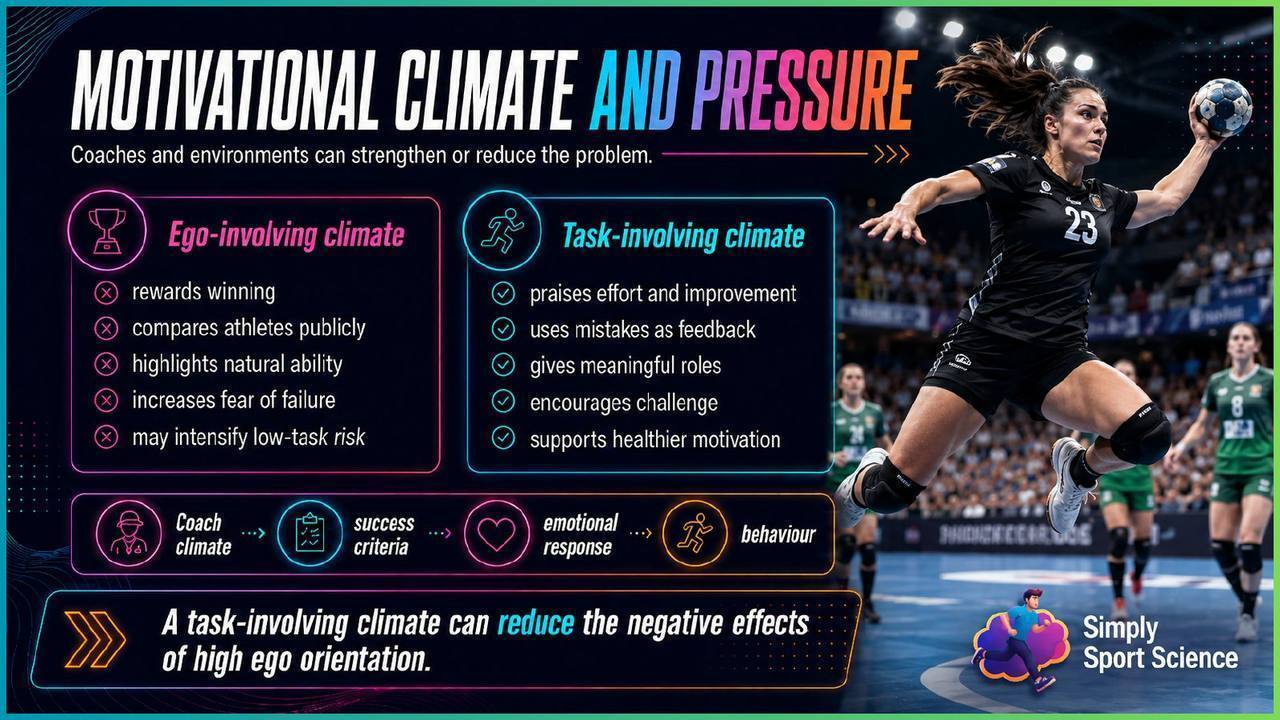 MOTIVATIONAL CLIMATE AND PRESSURE
Coaches and environments can strengthen or reduce the problem.
Ego-involving climate
rewards winning
compares athletes publicly
highlights natural ability
increases fear of failure
may intensify low-task risk
Task-involving climate
praises effort and improvement
uses mistakes as feedback
gives meaningful roles
encourages challenge
supports healthier motivation
Coach
climate
success
criteria
emotional
response
behaviour
A task-involving climate can reduce the negative effects
of high ego orientation.
23
8
Simply
Sport Science